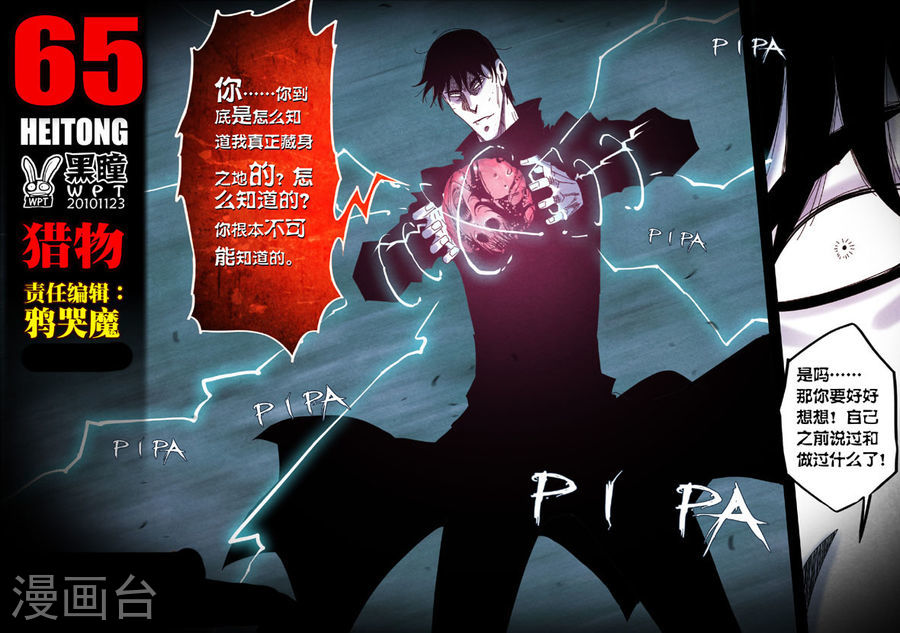 65
HEITONG
WPT
黑瞳
WPT
20101123
猎物
责任编辑：
鸦哭魔
你……你到
底是怎么知
道我真正藏身
之地的？怎
么知道的？
你根本不可
能知道的。
PIPA
PIPA
PIPA
PIPA
PIPA
是吗……
那你要好好
想想！自己
之前说过和
做过什么了！
漫画台